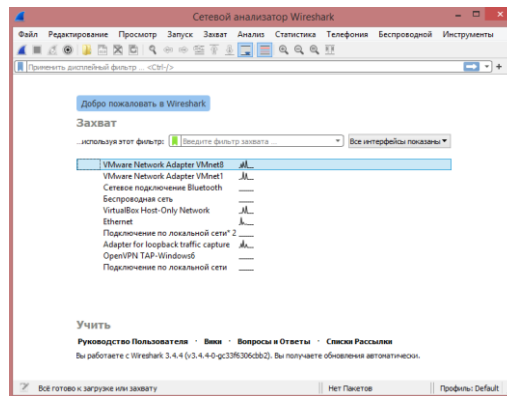 Сетевой анализатор Wireshark
Файл Редактирование Просмотр Запуск Захват Анализ Статистика Телефония Беспроводной Инструменты
Применить дисплейный фильтр ... <Ctrl-/>
Добро пожаловать в Wireshark
Захват
...используя этот фильтр: Введите фильтр захвата ... Все интерфейсы показаны
VMware Network Adapter VMnet8
VMware Network Adapter VMnet1
Сетевое подключение Bluetooth
Беспроводная сеть
VirtualBox Host-Only Network
Ethernet
Подключение по локальной сети* 2
Adapter for loopback traffic capture
OpenVPN TAP-Windows6
Подключение по локальной сети
Учить
Руководство Пользователя · Вики · Вопросы и Ответы · Списки Рассылки
Вы работаете с Wireshark 3.4.4 (v3.4.4-0-gc33f6306cbb2). Вы получаете обновления автоматически.
Всё готово к загрузке или захвату Нет Пакетов Профиль: Default